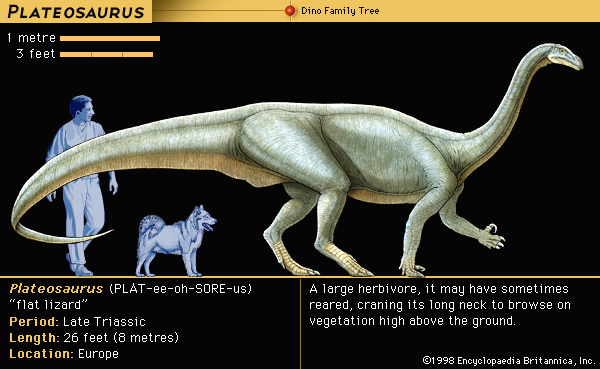 PLATEOSAURUS
Dino Family Tree
1 metre
3 feet
Plateosaurus (PLAT-ee-oh-SORE-us)
“flat lizard”
Period: Late Triassic
Length: 26 feet (8 metres)
Location: Europe
A large herbivore, it may have sometimes
reared, craning its long neck to browse on
vegetation high above the ground.
©1998 Encyclopaedia Britannica, Inc.